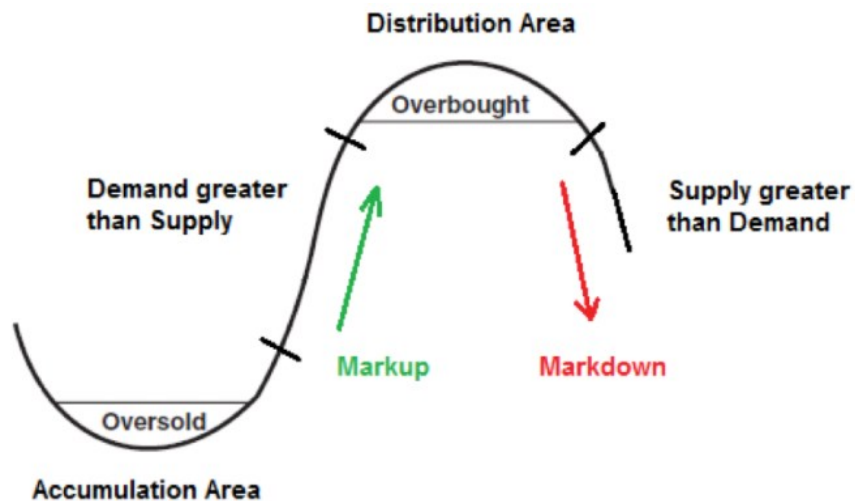 Distribution Area
Overbought
Demand greater
than Supply
Supply greater
than Demand
Markup
Markdown
Oversold
Accumulation Area